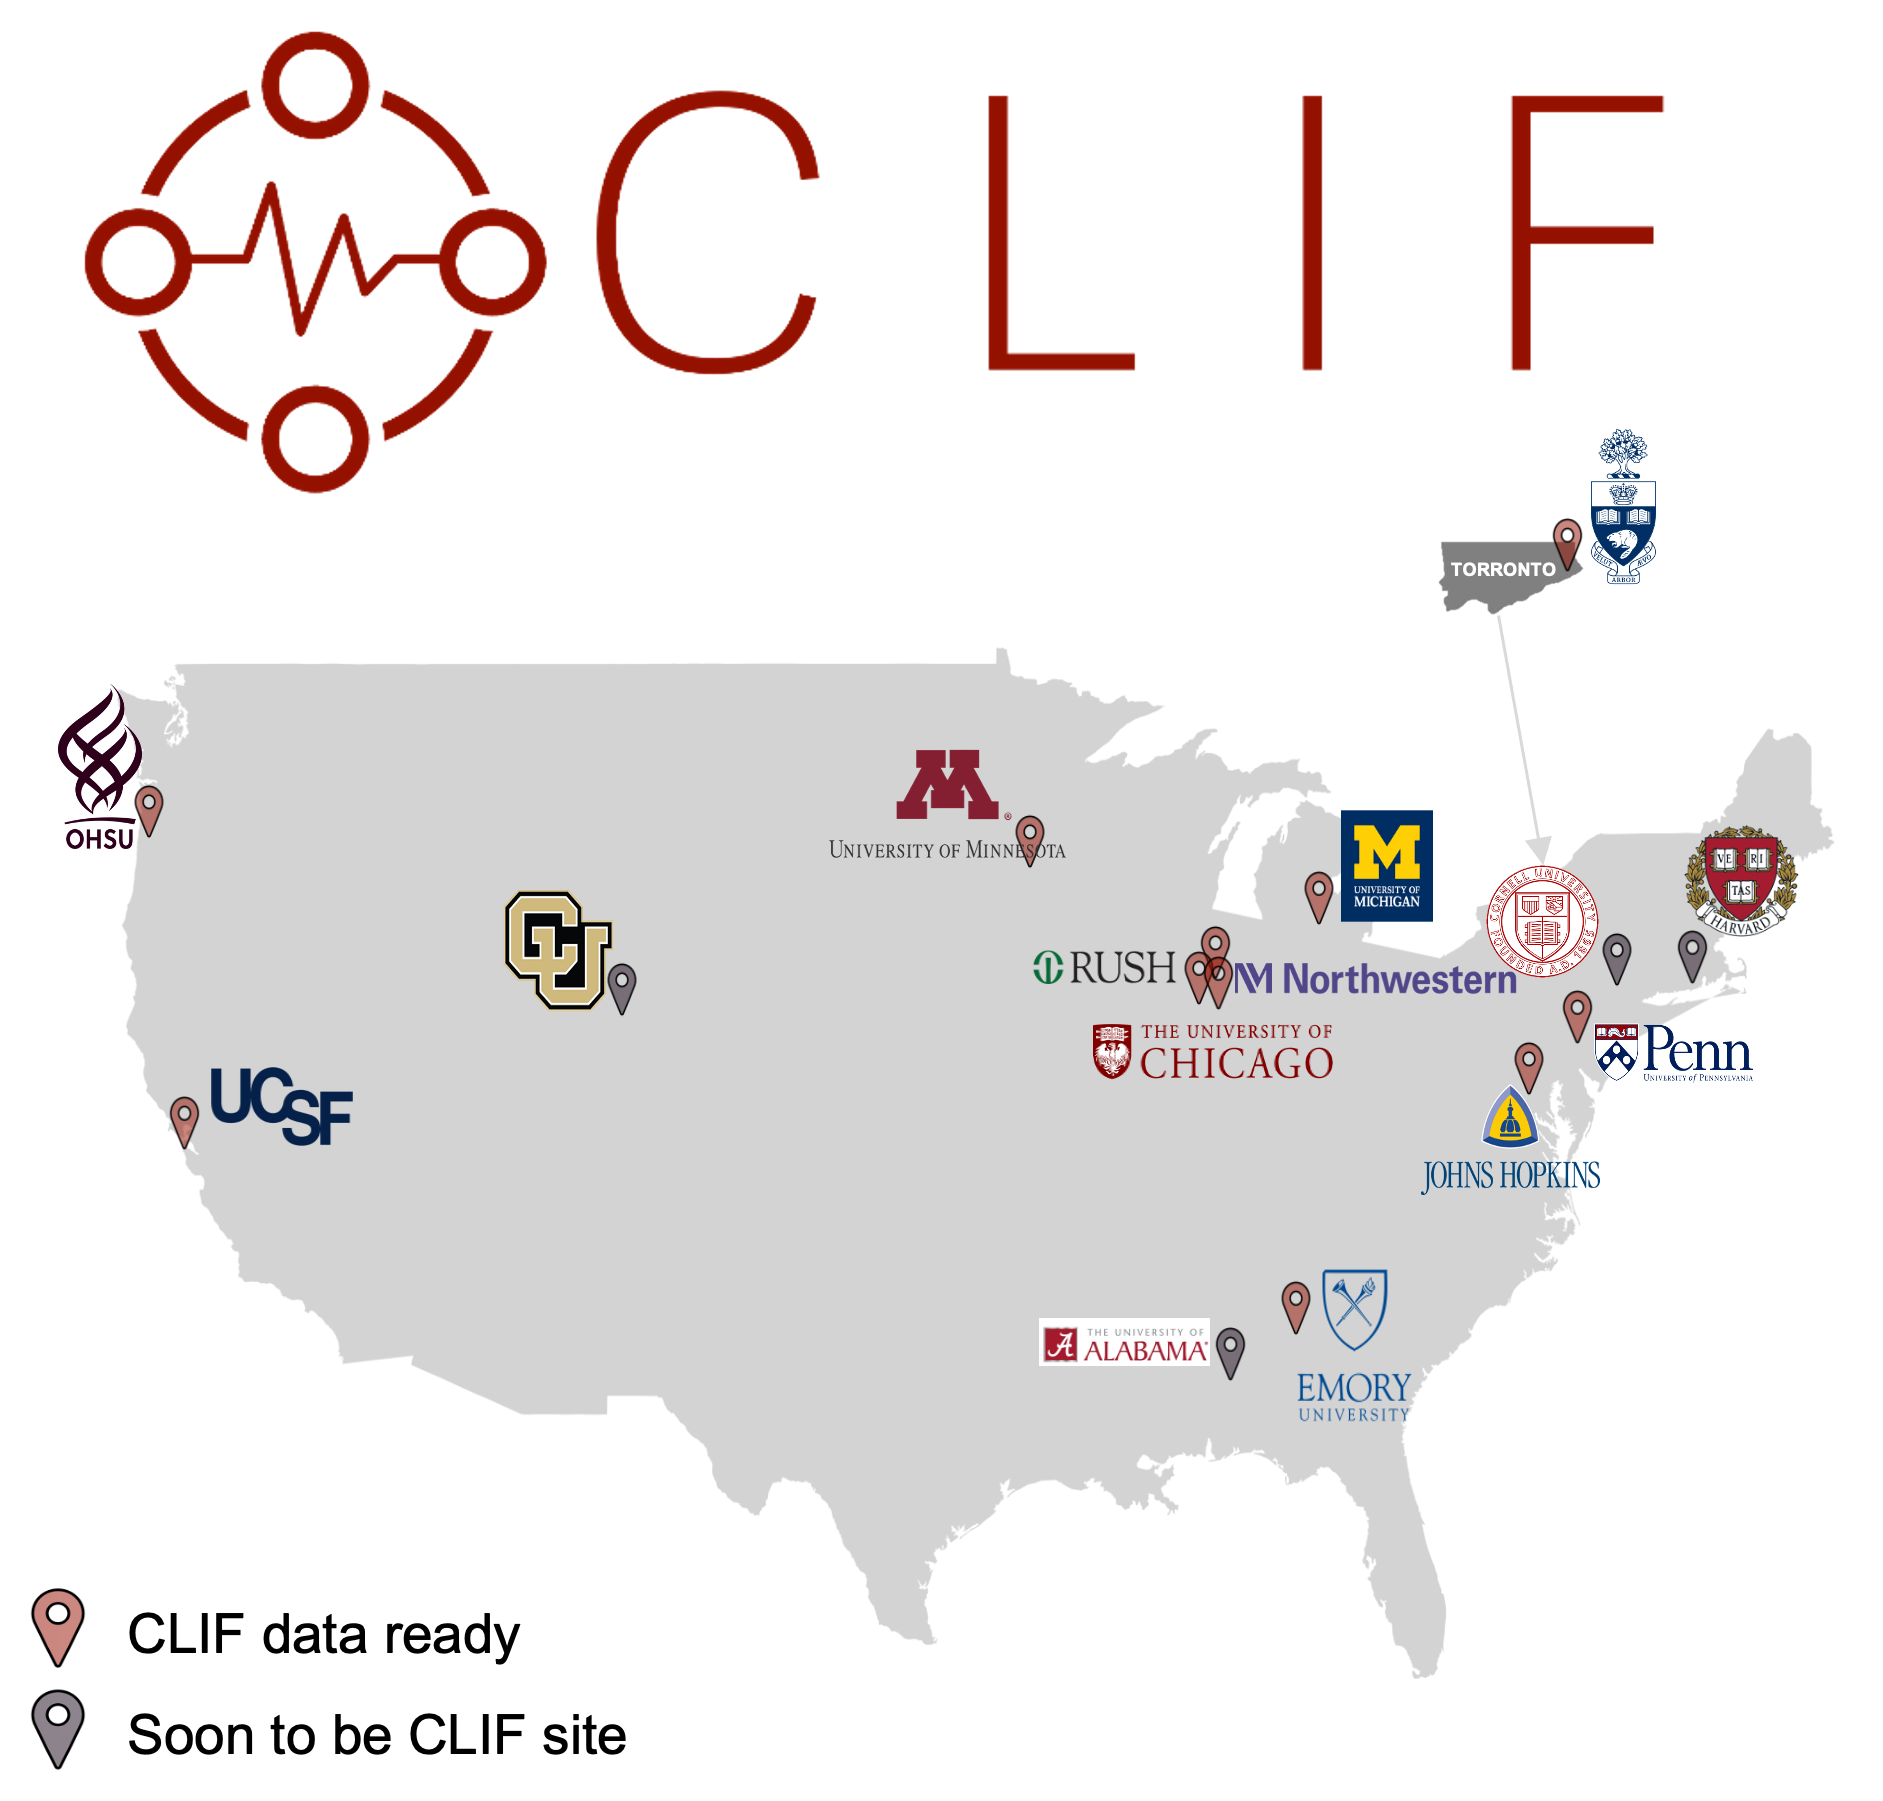 CLIF
VELUT
ÆVO
ARBOR
TORRONTO
OHSU
M®
UNIVERSITY OF MINNESOTA
M
UNIVERSITY OF
MICHIGAN
CORNELL UNIVERSITY
FOUNDED A.D. 1865
VE RI
TAS
HARVARD
CU
RUSH
NM Northwestern
THE UNIVERSITY OF
CHICAGO
Penn
UNIVERSITY of PENNSYLVANIA
UCSF
JOHNS HOPKINS
A THE UNIVERSITY OF
ALABAMA®
EMORY
UNIVERSITY
CLIF data ready
Soon to be CLIF site